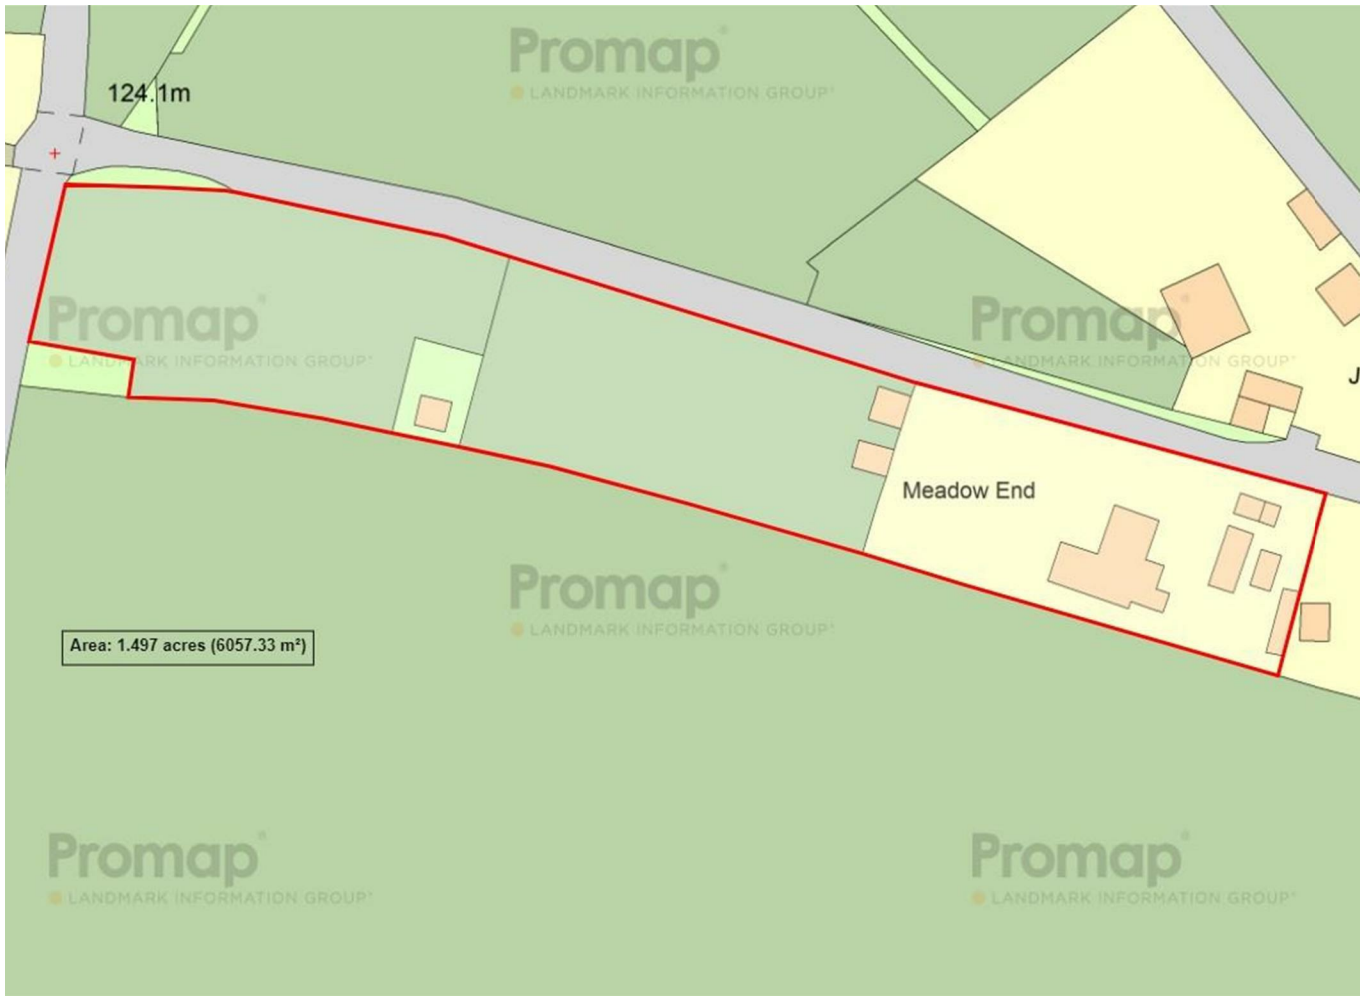 Promap
LANDMARK INFORMATION GROUP
124.1m
Promap
LANDMARK INFORMATION GROUP
Promap
LANDMARK INFORMATION GROUP
J
Meadow End
Promap
LANDMARK INFORMATION GROUP
Area: 1.497 acres (6057.33 m²)
Promap
LANDMARK INFORMATION GROUP
Promap
LANDMARK INFORMATION GROUP